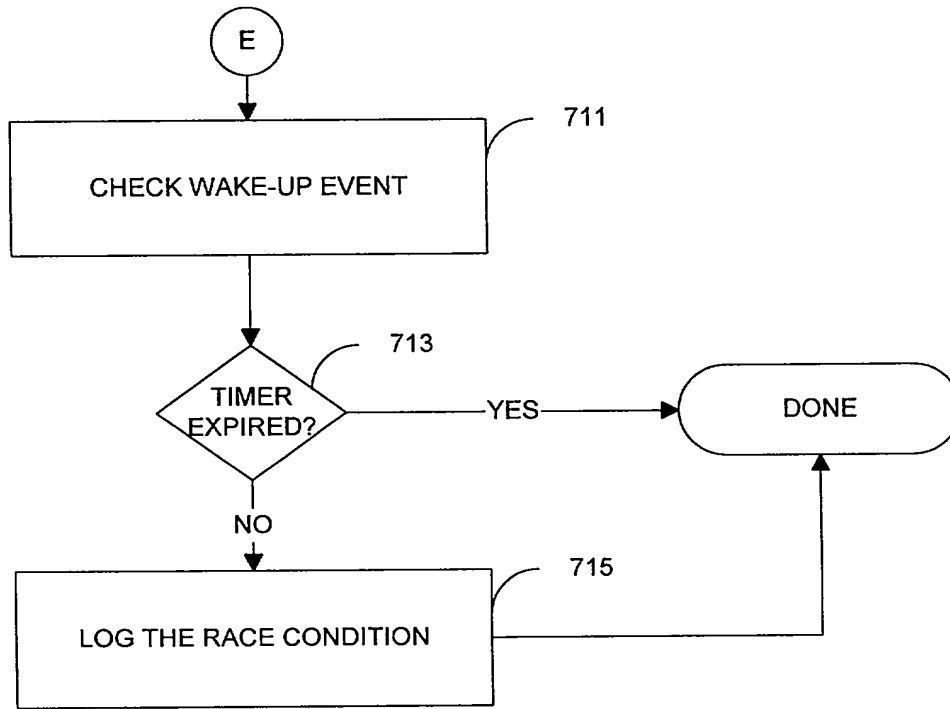 E
711
CHECK WAKE-UP EVENT
713
TIMER
EXPIRED?
YES
DONE
NO
715
LOG THE RACE CONDITION